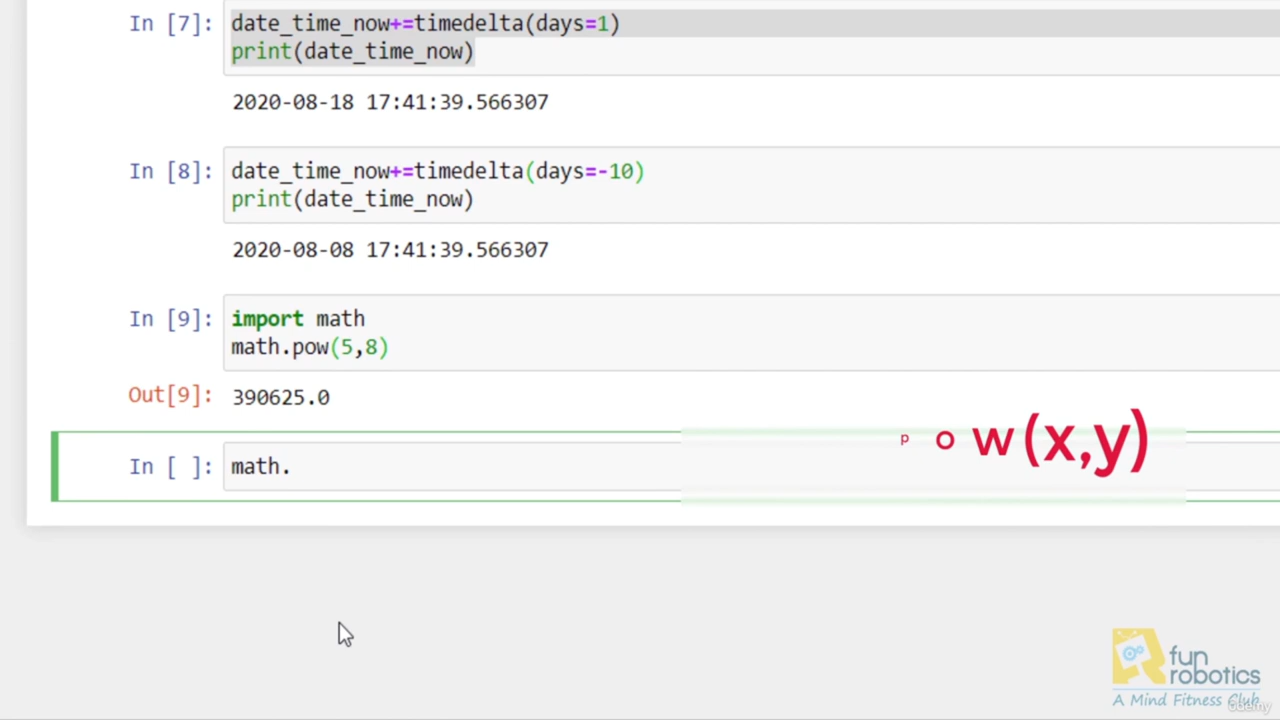 In [7]: date_time_now+=timedelta(days=1)
print(date_time_now)
2020-08-18 17:41:39.566307
In [8]: date_time_now+=timedelta(days=-10)
print(date_time_now)
2020-08-08 17:41:39.566307
In [9]: import math
math.pow(5,8)
Out[9]: 390625.0
pow(x,y)
In [ ]: math.
fun
robotics
A Mind Fitness Club
udemy